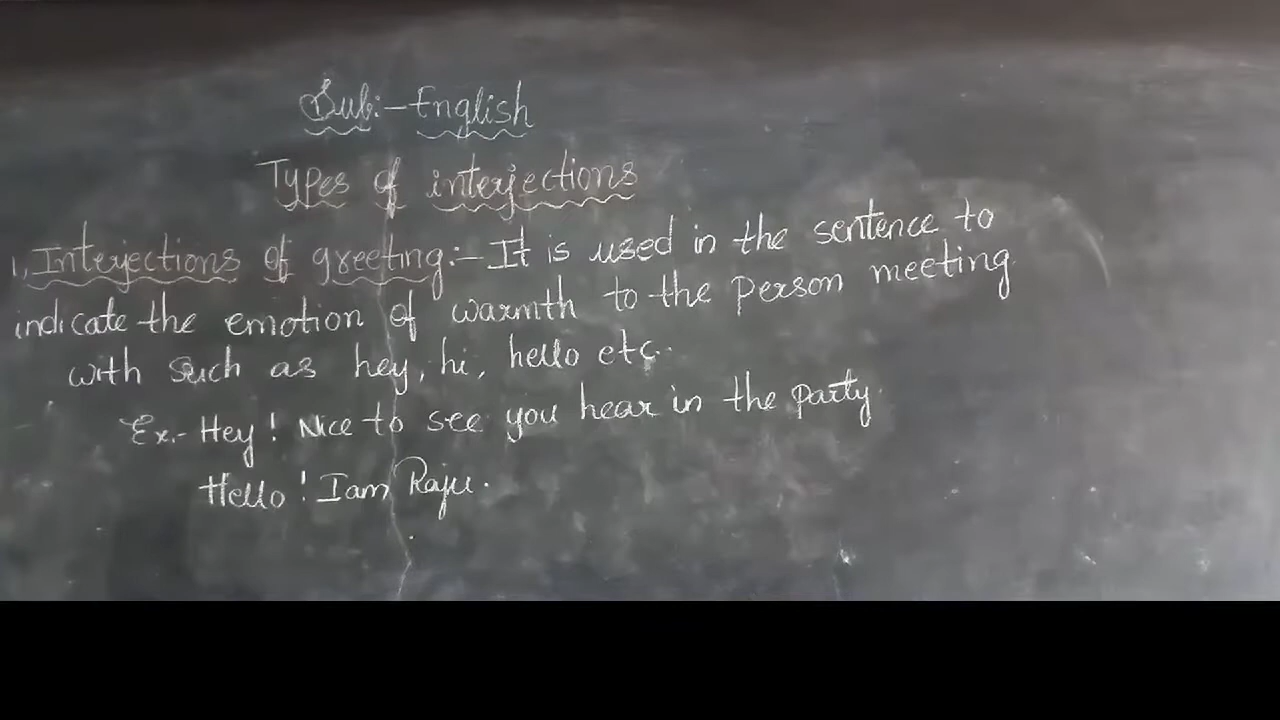 Sub:- English
Types of interjections
1, Interjections of greeting:- It is used in the sentence to
indicate the emotion of warmth to the person meeting
with such as hey, hi, hello etc..
Ex.- Hey! Nice to see you hear in the party.
Hello! I am Raju.